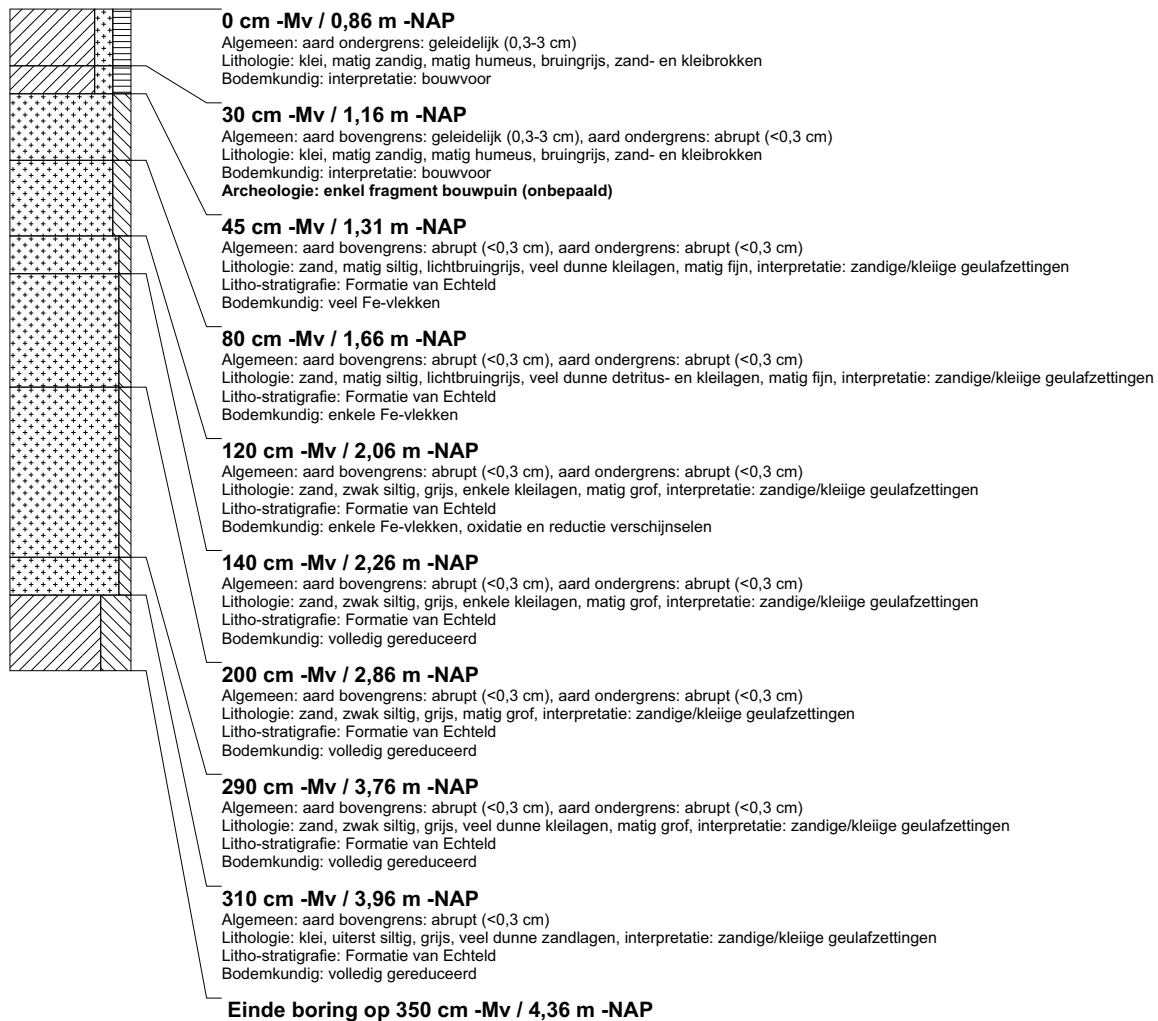 0 cm -Mv / 0,86 m -NAP
Algemeen: aard ondergrens: geleidelijk (0,3-3 cm)
Lithologie: klei, matig zandig, matig humeus, bruingrijs, zand- en kleibrokken
Bodemkundig: interpretatie: bouwvoor
30 cm -Mv / 1,16 m -NAP
Algemeen: aard bovengrens: geleidelijk (0,3-3 cm), aard ondergrens: abrupt (<0,3 cm)
Lithologie: klei, matig zandig, matig humeus, bruingrijs, zand- en kleibrokken
Bodemkundig: interpretatie: bouwvoor
Archeologie: enkel fragment bouwpuin (onbepaald)
45 cm -Mv / 1,31 m -NAP
Algemeen: aard bovengrens: abrupt (<0,3 cm), aard ondergrens: abrupt (<0,3 cm)
Lithologie: zand, matig siltig, lichtbruingrijs, veel dunne kleilagen, matig fijn, interpretatie: zandige/kleiige geulafzettingen
Litho-stratigrafie: Formatie van Echteld
Bodemkundig: veel Fe-vlekken
80 cm -Mv / 1,66 m -NAP
Algemeen: aard bovengrens: abrupt (<0,3 cm), aard ondergrens: abrupt (<0,3 cm)
Lithologie: zand, matig siltig, lichtbruingrijs, veel dunne detritus- en kleilagen, matig fijn, interpretatie: zandige/kleiige geulafzettingen
Litho-stratigrafie: Formatie van Echteld
Bodemkundig: enkele Fe-vlekken
120 cm -Mv / 2,06 m -NAP
Algemeen: aard bovengrens: abrupt (<0,3 cm), aard ondergrens: abrupt (<0,3 cm)
Lithologie: zand, zwak siltig, grijs, enkele kleilagen, matig grof, interpretatie: zandige/kleiige geulafzettingen
Litho-stratigrafie: Formatie van Echteld
Bodemkundig: enkele Fe-vlekken, oxidatie en reductie verschijnselen
140 cm -Mv / 2,26 m -NAP
Algemeen: aard bovengrens: abrupt (<0,3 cm), aard ondergrens: abrupt (<0,3 cm)
Lithologie: zand, zwak siltig, grijs, enkele kleilagen, matig grof, interpretatie: zandige/kleiige geulafzettingen
Litho-stratigrafie: Formatie van Echteld
Bodemkundig: volledig gereduceerd
200 cm -Mv / 2,86 m -NAP
Algemeen: aard bovengrens: abrupt (<0,3 cm), aard ondergrens: abrupt (<0,3 cm)
Lithologie: zand, zwak siltig, grijs, matig grof, interpretatie: zandige/kleiige geulafzettingen
Litho-stratigrafie: Formatie van Echteld
Bodemkundig: volledig gereduceerd
290 cm -Mv / 3,76 m -NAP
Algemeen: aard bovengrens: abrupt (<0,3 cm), aard ondergrens: abrupt (<0,3 cm)
Lithologie: zand, zwak siltig, grijs, veel dunne kleilagen, matig grof, interpretatie: zandige/kleiige geulafzettingen
Litho-stratigrafie: Formatie van Echteld
Bodemkundig: volledig gereduceerd
310 cm -Mv / 3,96 m -NAP
Algemeen: aard bovengrens: abrupt (<0,3 cm)
Lithologie: klei, uiterst siltig, grijs, veel dunne zandlagen, interpretatie: zandige/kleiige geulafzettingen
Litho-stratigrafie: Formatie van Echteld
Bodemkundig: volledig gereduceerd
Einde boring op 350 cm -Mv / 4,36 m -NAP